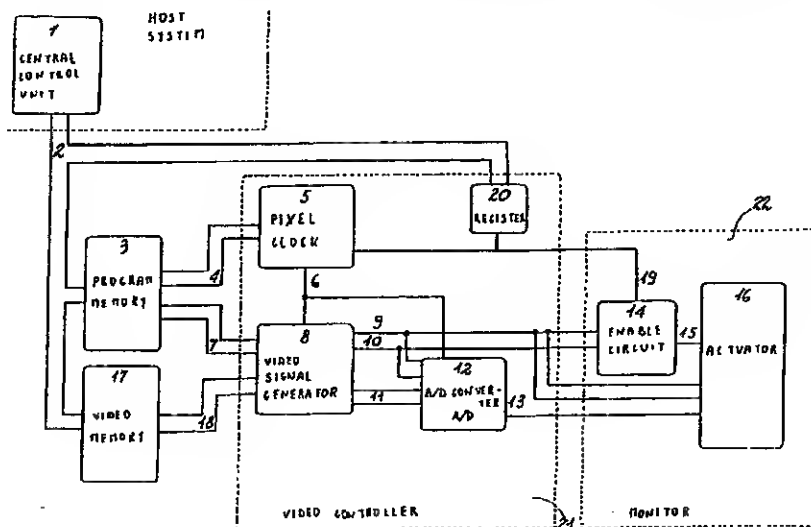 1
CENTRAL
CONTROL
UNIT
HOST
SYSTEM
2
3
PROGRAM
MEMORY
4
5
PIXEL
CLOCK
6
7
8
VIDEO
SIGNAL
GENERATOR
9
10
11
12
A/D CONVER-
TER
A/D
13
14
ENABLE
CIRCUIT
15
16
ACTUATOR
17
VIDEO
MEMORY
18
19
20
REGISTER
21
22
VIDEO CONTROLLER
MONITOR